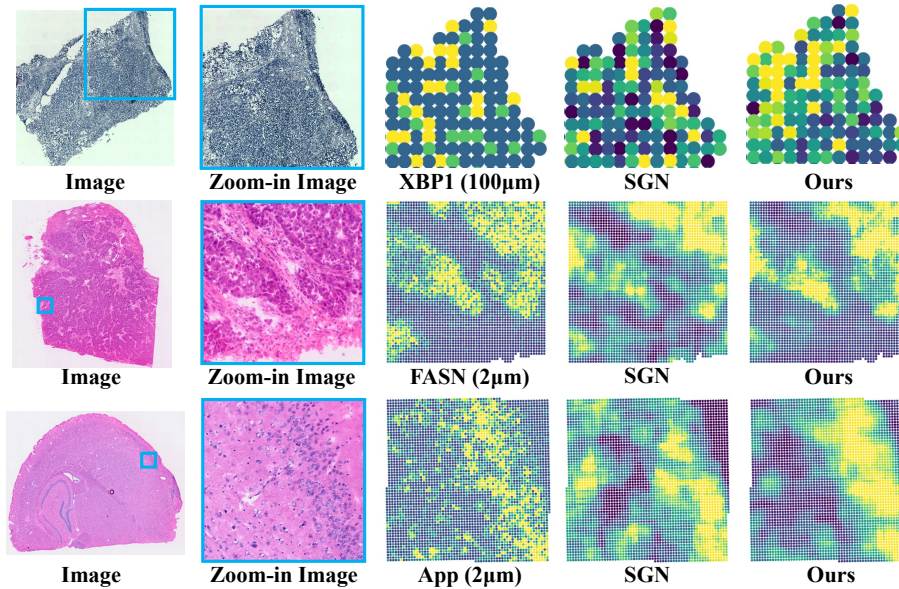 Image Zoom-in Image XBP1 (100μm) SGN Ours
Image Zoom-in Image FASN (2μm) SGN Ours
Image Zoom-in Image App (2μm) SGN Ours